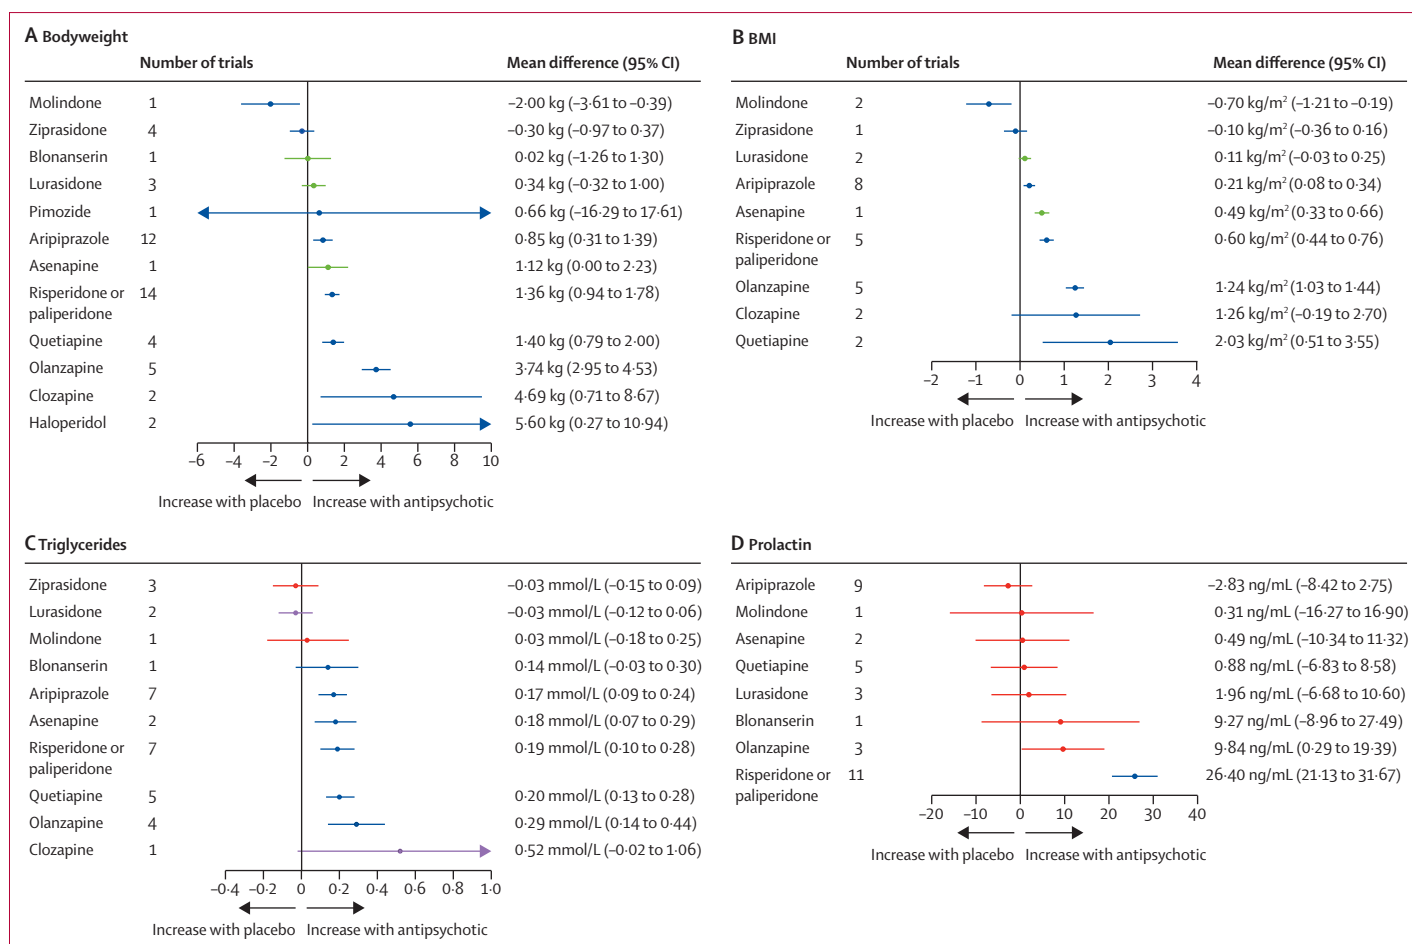 A Bodyweight
Number of trials Mean difference (95% CI)
Molindone 1 –2·00 kg (–3·61 to –0·39)
Ziprasidone 4 –0·30 kg (–0·97 to 0·37)
Blonanserin 1 0·02 kg (–1·26 to 1·30)
Lurasidone 3 0·34 kg (–0·32 to 1·00)
Pimozide 1 0·66 kg (–16·29 to 17·61)
Aripiprazole 12 0·85 kg (0·31 to 1·39)
Asenapine 1 1·12 kg (0·00 to 2·23)
Risperidone or 14 1·36 kg (0·94 to 1·78)
paliperidone
Quetiapine 4 1·40 kg (0·79 to 2·00)
Olanzapine 5 3·74 kg (2·95 to 4·53)
Clozapine 2 4·69 kg (0·71 to 8·67)
Haloperidol 2 5·60 kg (0·27 to 10·94)
–6 –4 –2 0 2 4 6 8 10
Increase with placebo Increase with antipsychotic
B BMI
Number of trials Mean difference (95% CI)
Molindone 2 –0·70 kg/m² (–1·21 to –0·19)
Ziprasidone 1 –0·10 kg/m² (–0·36 to 0·16)
Lurasidone 2 0·11 kg/m² (–0·03 to 0·25)
Aripiprazole 8 0·21 kg/m² (0·08 to 0·34)
Asenapine 1 0·49 kg/m² (0·33 to 0·66)
Risperidone or 5 0·60 kg/m² (0·44 to 0·76)
paliperidone
Olanzapine 5 1·24 kg/m² (1·03 to 1·44)
Clozapine 2 1·26 kg/m² (–0·19 to 2·70)
Quetiapine 2 2·03 kg/m² (0·51 to 3·55)
–2 –1 0 1 2 3 4
Increase with placebo Increase with antipsychotic
C Triglycerides
Ziprasidone 3 –0·03 mmol/L (–0·15 to 0·09)
Lurasidone 2 –0·03 mmol/L (–0·12 to 0·06)
Molindone 1 0·03 mmol/L (–0·18 to 0·25)
Blonanserin 1 0·14 mmol/L (–0·03 to 0·30)
Aripiprazole 7 0·17 mmol/L (0·09 to 0·24)
Asenapine 2 0·18 mmol/L (0·07 to 0·29)
Risperidone or 7 0·19 mmol/L (0·10 to 0·28)
paliperidone
Quetiapine 5 0·20 mmol/L (0·13 to 0·28)
Olanzapine 4 0·29 mmol/L (0·14 to 0·44)
Clozapine 1 0·52 mmol/L (–0·02 to 1·06)
–0·4 –0·2 0 0·2 0·4 0·6 0·8 1·0
Increase with placebo Increase with antipsychotic
D Prolactin
Aripiprazole 9 –2·83 ng/mL (–8·42 to 2·75)
Molindone 1 0·31 ng/mL (–16·27 to 16·90)
Asenapine 2 0·49 ng/mL (–10·34 to 11·32)
Quetiapine 5 0·88 ng/mL (–6·83 to 8·58)
Lurasidone 3 1·96 ng/mL (–6·68 to 10·60)
Blonanserin 1 9·27 ng/mL (–8·96 to 27·49)
Olanzapine 3 9·84 ng/mL (0·29 to 19·39)
Risperidone or 11 26·40 ng/mL (21·13 to 31·67)
paliperidone
–20 –10 0 10 20 30 40
Increase with placebo Increase with antipsychotic